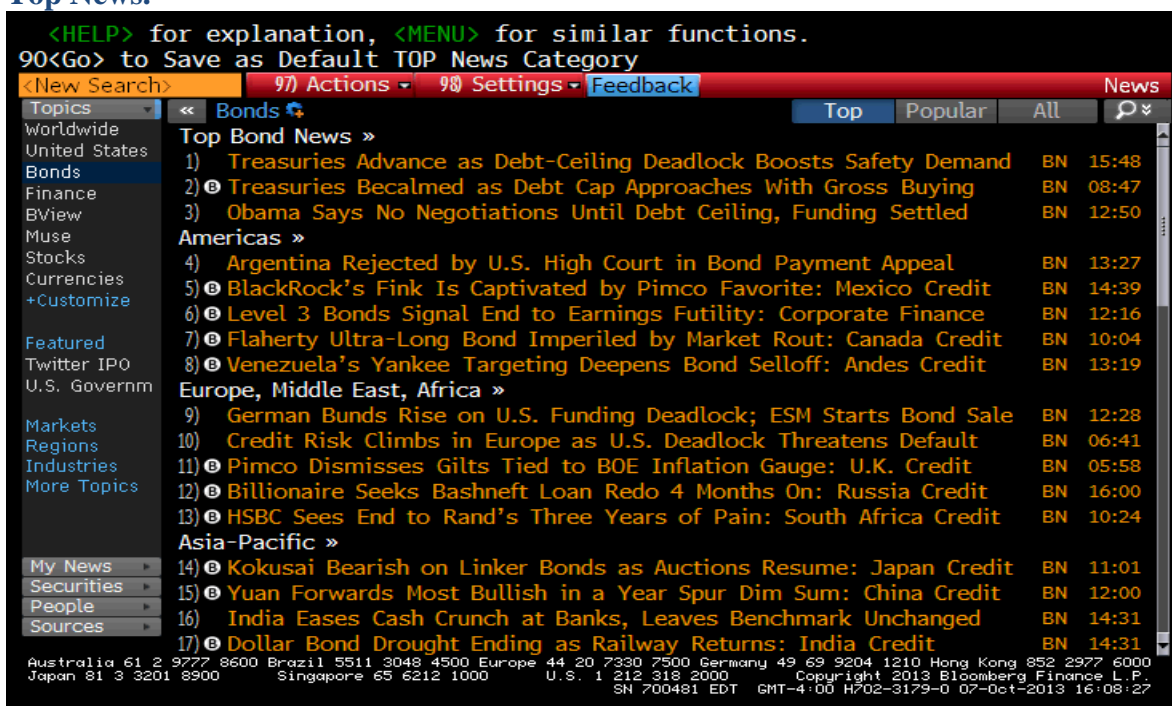 Top News:
<HELP> for explanation, <MENU> for similar functions.
90<Go> to Save as Default TOP News Category
<New Search> 97) Actions 98) Settings Feedback News
Topics « Bonds Top Popular All
Worldwide
United States
Bonds
Finance
BView
Muse
Stocks
Currencies
+Customize
Featured
Twitter IPO
U.S. Governm
Markets
Regions
Industries
More Topics
My News
Securities
People
Sources
Top Bond News »
1) Treasuries Advance as Debt-Ceiling Deadlock Boosts Safety Demand BN 15:48
2) B Treasuries Becalmed as Debt Cap Approaches With Gross Buying BN 08:47
3) Obama Says No Negotiations Until Debt Ceiling, Funding Settled BN 12:50
Americas »
4) Argentina Rejected by U.S. High Court in Bond Payment Appeal BN 13:27
5) B BlackRock's Fink Is Captivated by Pimco Favorite: Mexico Credit BN 14:39
6) B Level 3 Bonds Signal End to Earnings Futility: Corporate Finance BN 12:16
7) B Flaherty Ultra-Long Bond Imperiled by Market Rout: Canada Credit BN 10:04
8) B Venezuela's Yankee Targeting Deepens Bond Selloff: Andes Credit BN 13:19
Europe, Middle East, Africa »
9) German Bunds Rise on U.S. Funding Deadlock; ESM Starts Bond Sale BN 12:28
10) Credit Risk Climbs in Europe as U.S. Deadlock Threatens Default BN 06:41
11) B Pimco Dismisses Gilts Tied to BOE Inflation Gauge: U.K. Credit BN 05:58
12) B Billionaire Seeks Bashneft Loan Redo 4 Months On: Russia Credit BN 16:00
13) B HSBC Sees End to Rand's Three Years of Pain: South Africa Credit BN 10:24
Asia-Pacific »
14) B Kokusai Bearish on Linker Bonds as Auctions Resume: Japan Credit BN 11:01
15) B Yuan Forwards Most Bullish in a Year Spur Dim Sum: China Credit BN 12:00
16) India Eases Cash Crunch at Banks, Leaves Benchmark Unchanged BN 14:31
17) B Dollar Bond Drought Ending as Railway Returns: India Credit BN 14:31
Australia 61 2 9777 8600 Brazil 5511 3048 4500 Europe 44 20 7330 7500 Germany 49 69 9204 1210 Hong Kong 852 2977 6000
Japan 81 3 3201 8900 Singapore 65 6212 1000 U.S. 1 212 318 2000 Copyright 2013 Bloomberg Finance L.P.
SN 700481 EDT GMT-4:00 H702-3179-0 07-Oct-2013 16:08:27